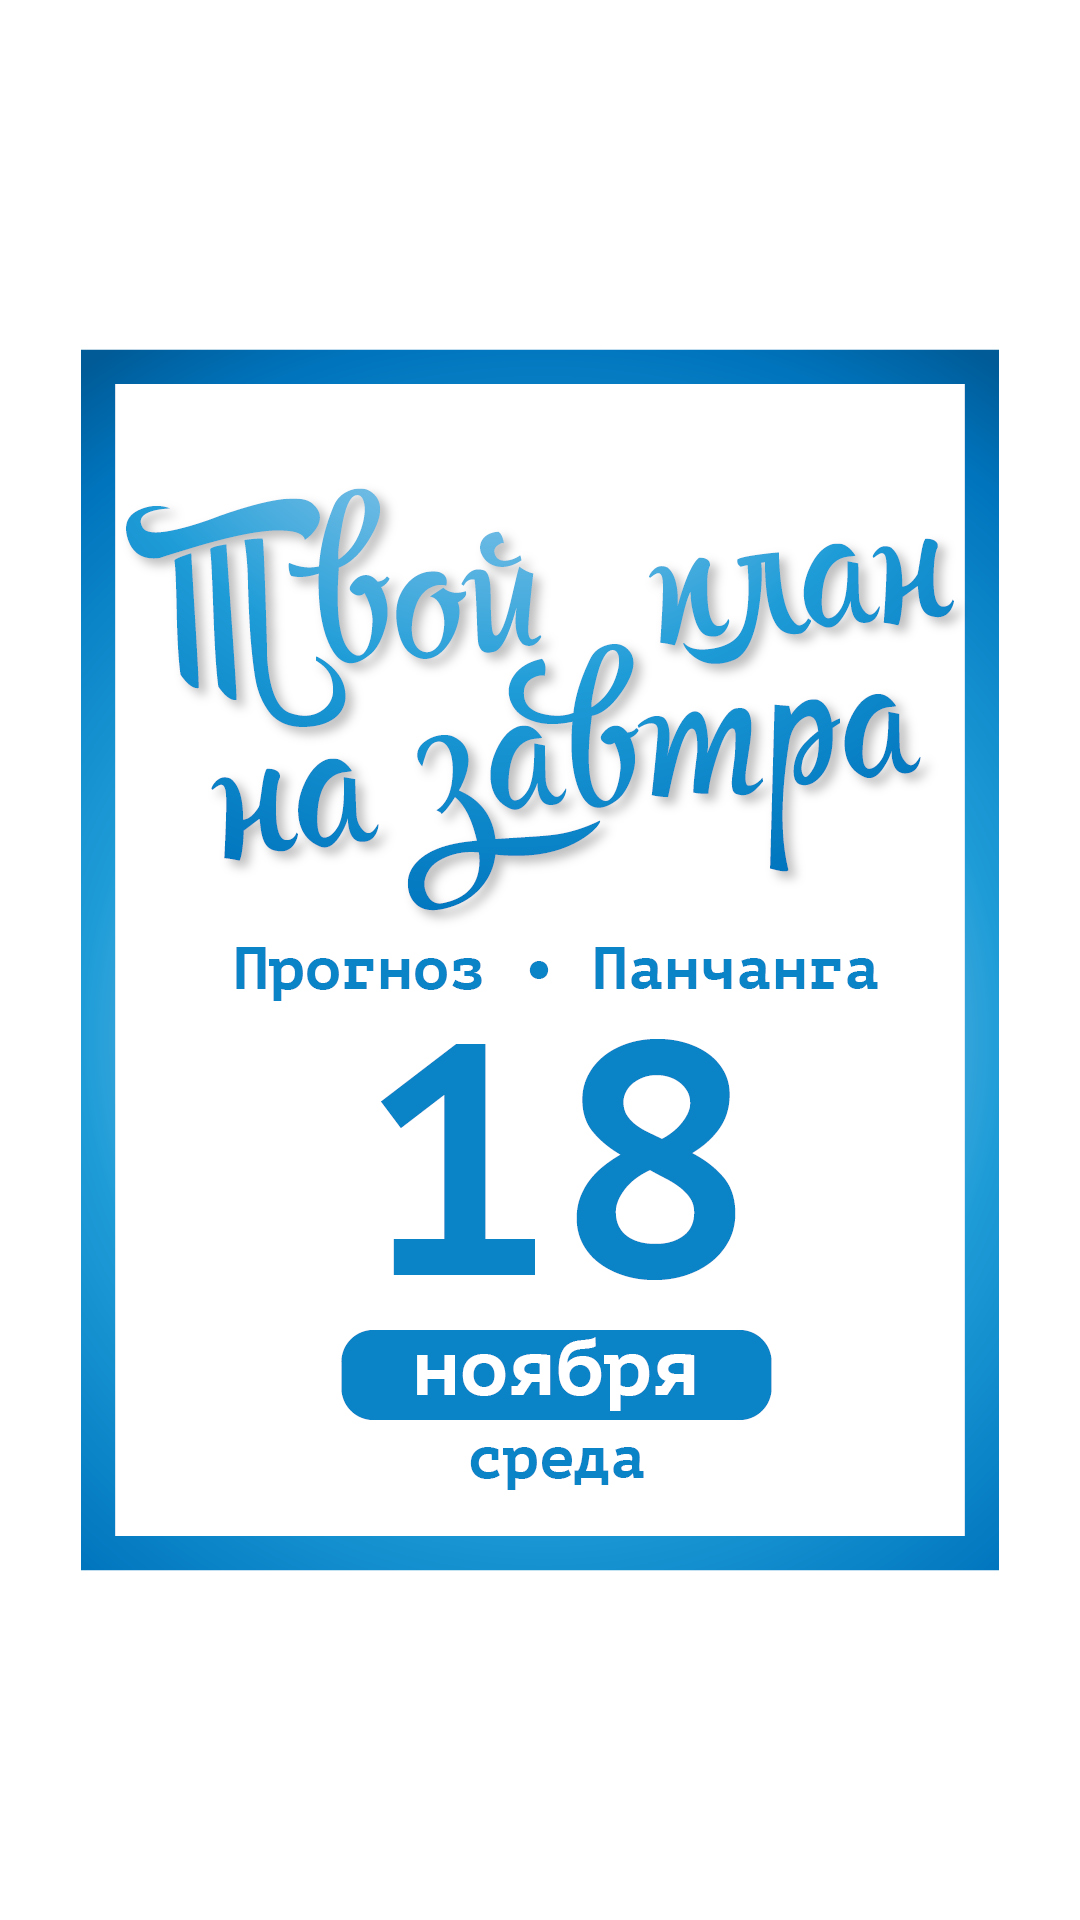 Твой план
на завтра
Прогноз • Панчанга
18
ноября
среда